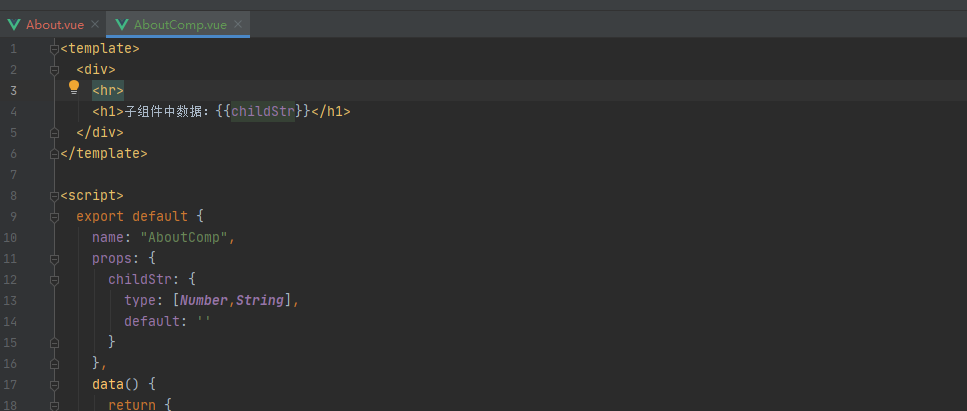 About.vue
AboutComp.vue
1 <template>
2 <div>
3 <hr>
4 <h1>子组件中数据：{{childStr}}</h1>
5 </div>
6 </template>
7
8 <script>
9 export default {
10 name: "AboutComp",
11 props: {
12 childStr: {
13 type: [Number,String],
14 default: ''
15 }
16 },
17 data() {
18 return {